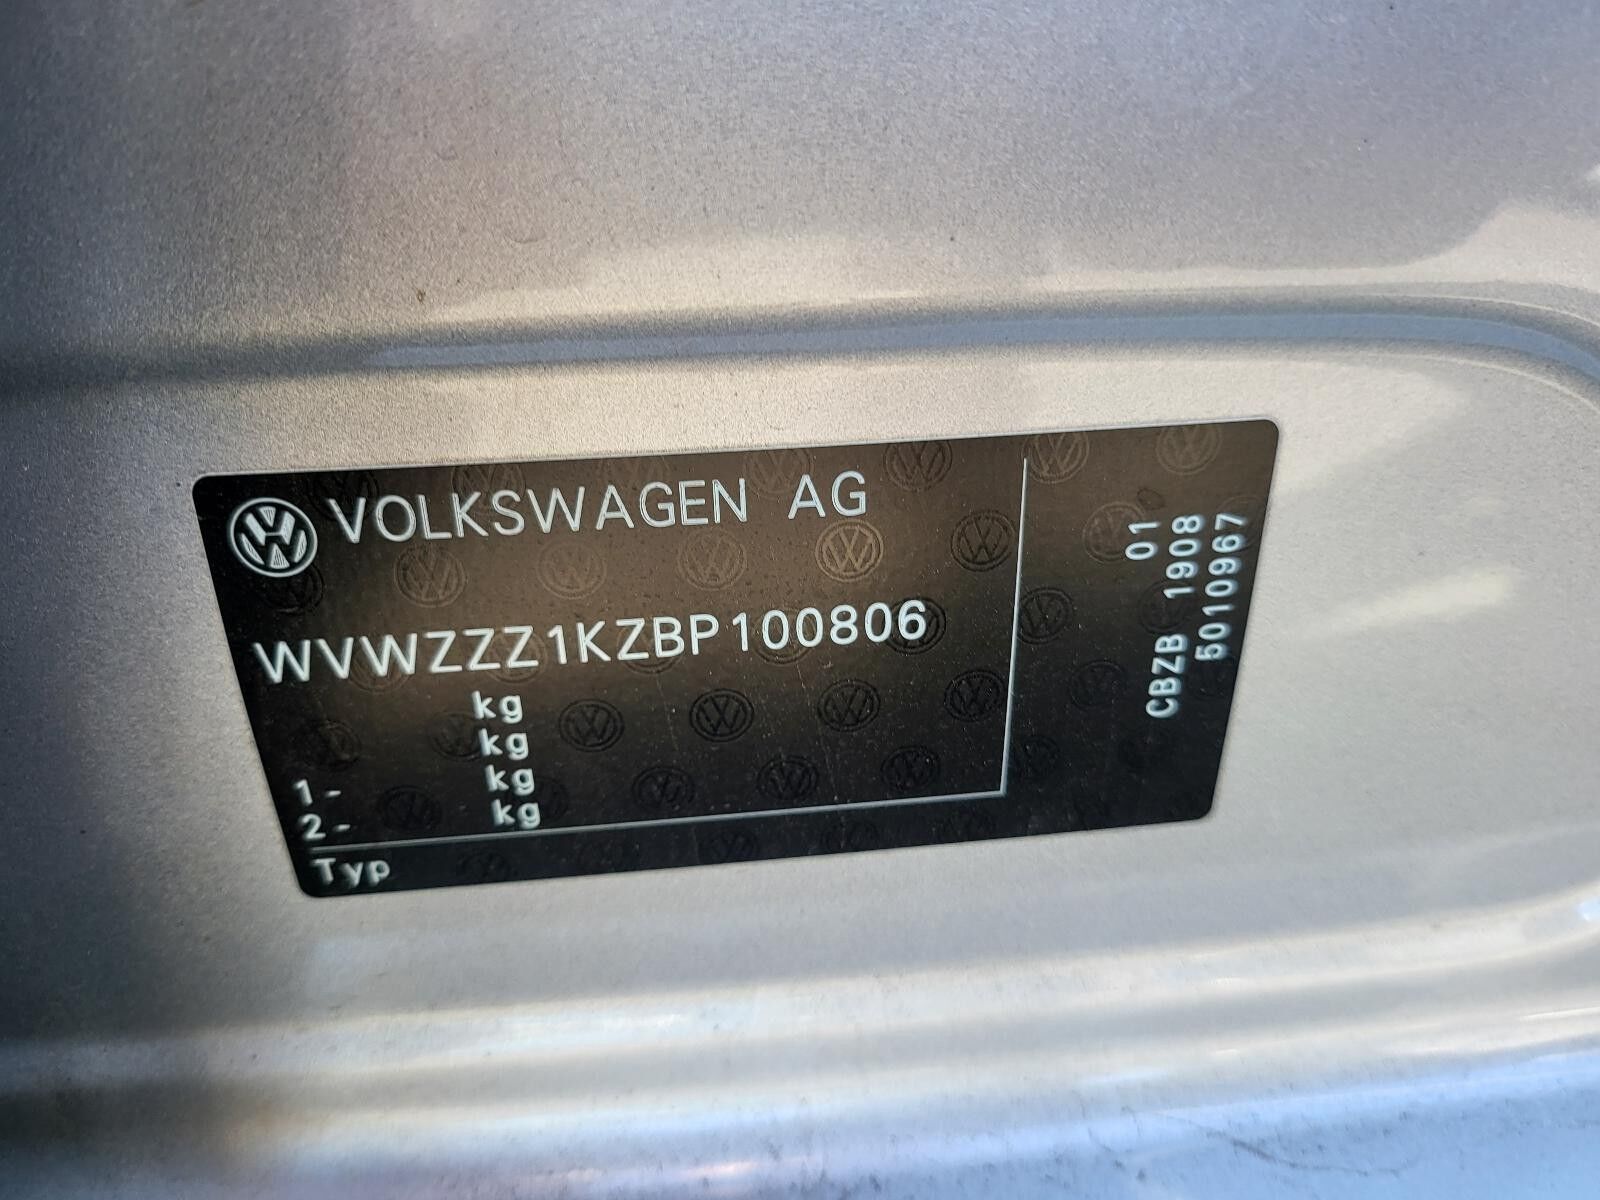 VOLKSWAGEN AG
WVWZZZ1KZBP100806
kg
kg
1- kg
2- kg
Typ
01
CBZB 1908
5010967